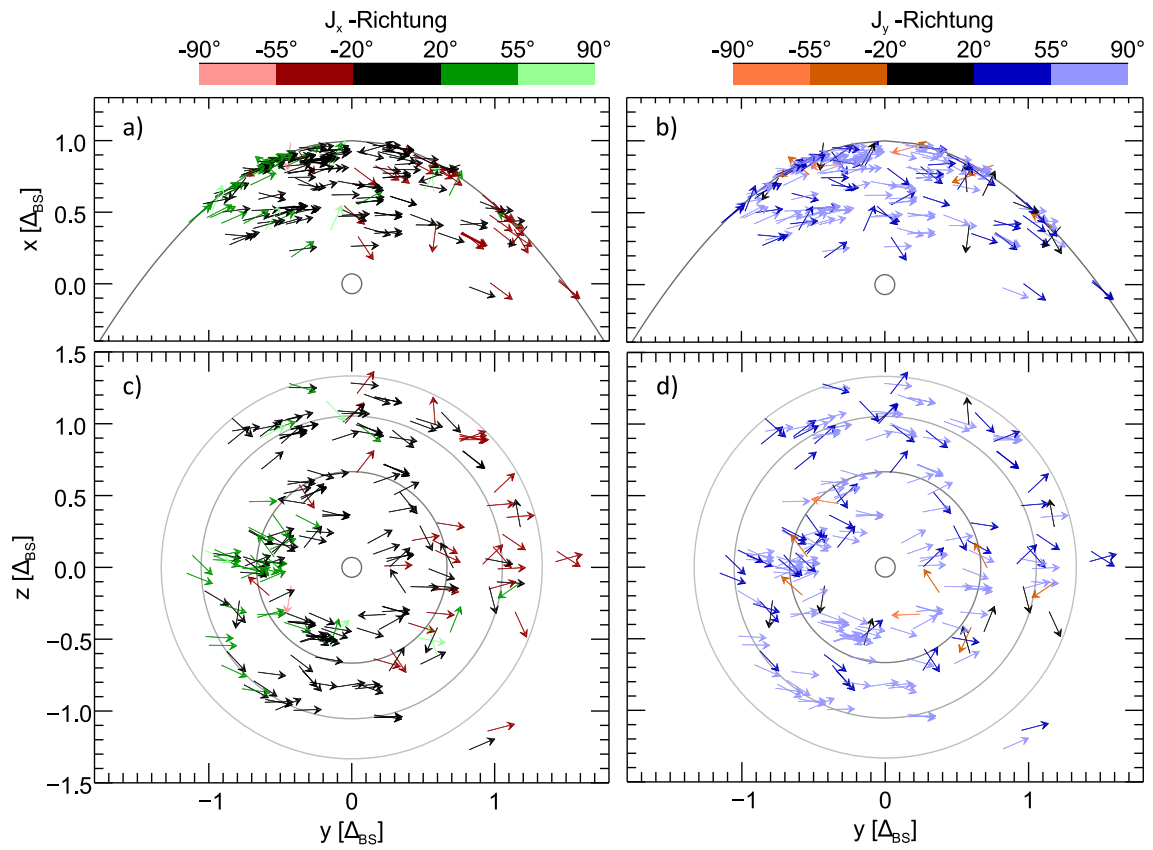 Jx -Richtung
-90° -55° -20° 20° 55° 90°
Jy -Richtung
-90° -55° -20° 20° 55° 90°
a)
b)
1.0
0.5
0.0
x [ΔBS]
c)
d)
1.5
1.0
0.5
0.0
−0.5
−1.0
−1.5
z [ΔBS]
−1 0 1
−1 0 1
y [ΔBS]
y [ΔBS]